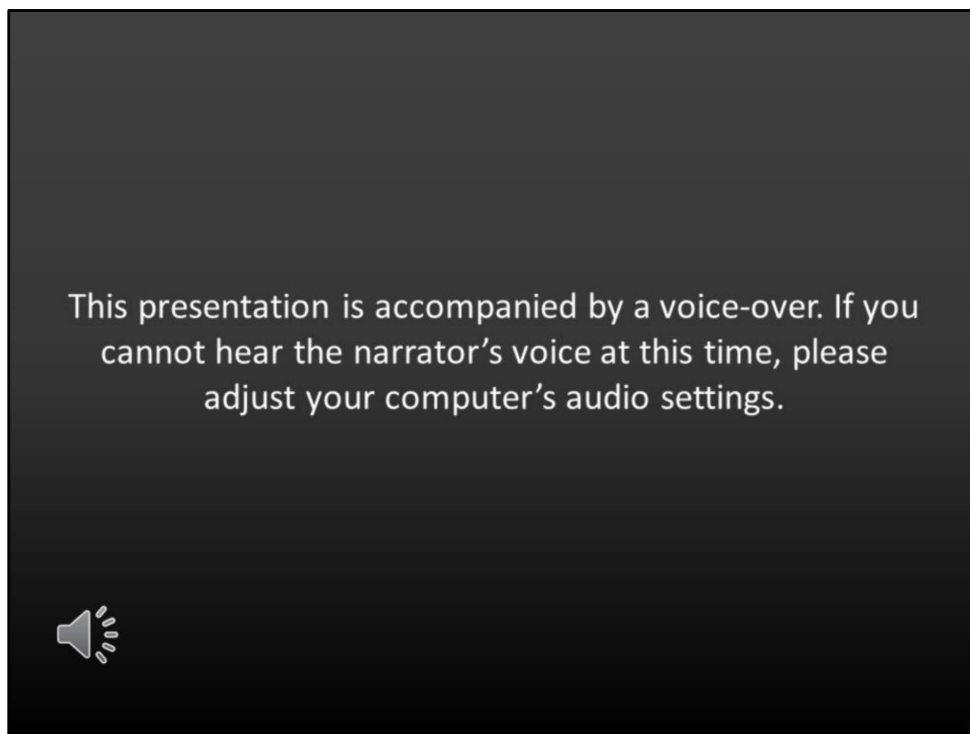 This presentation is accompanied by a voice-over. If you
cannot hear the narrator’s voice at this time, please
adjust your computer’s audio settings.